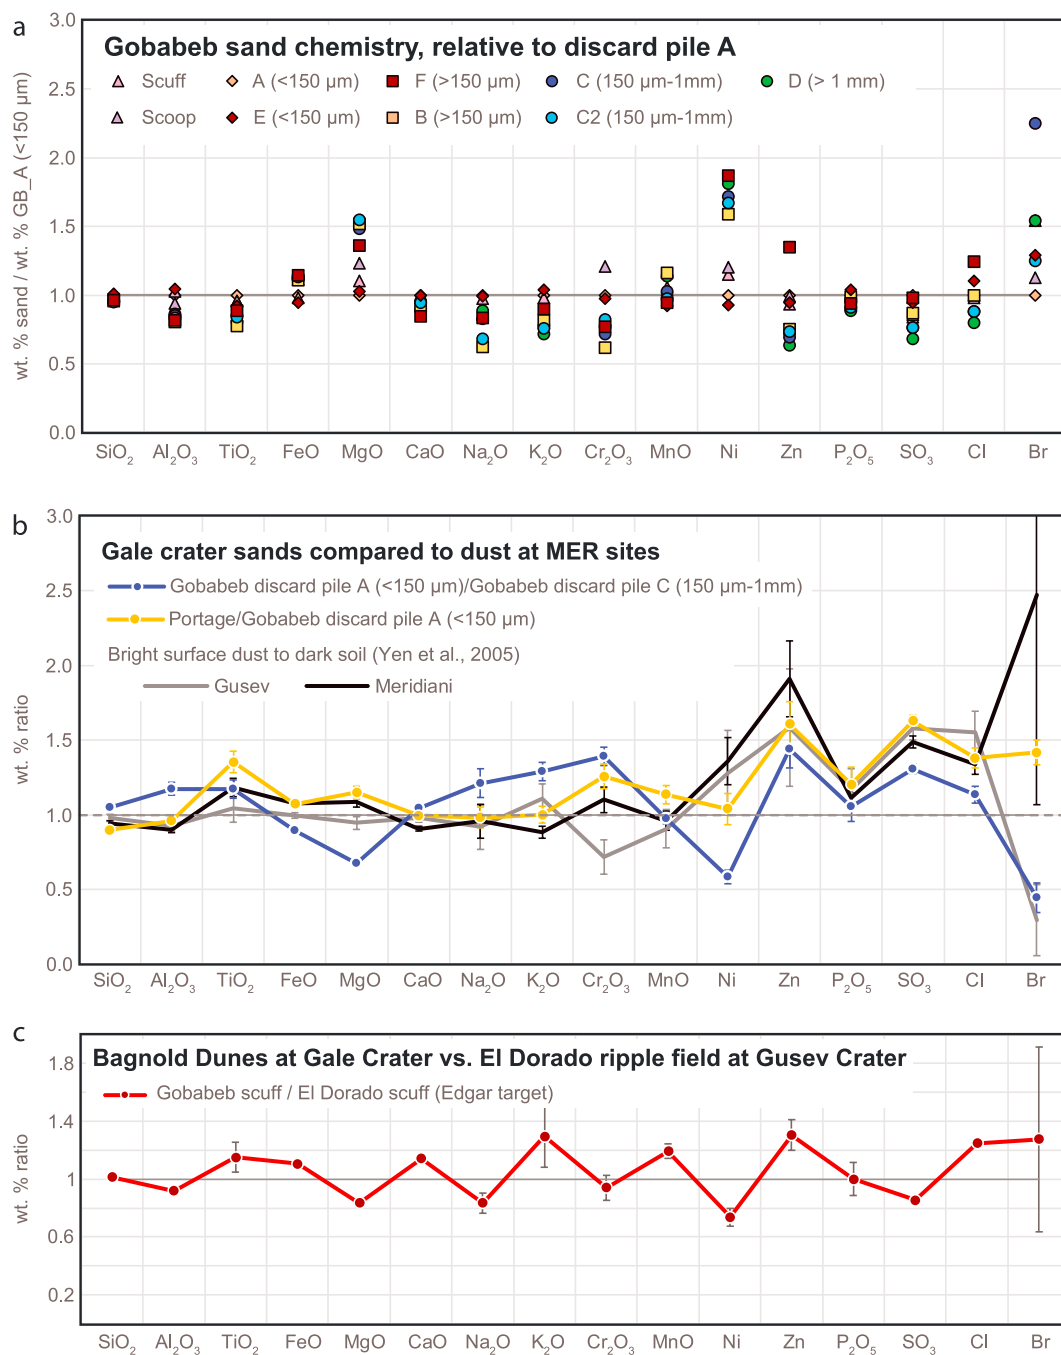 a
Gobabeb sand chemistry, relative to discard pile A
Scuff A (<150 µm) F (>150 µm) C (150 µm-1mm) D (> 1 mm)
Scoop E (<150 µm) B (>150 µm) C2 (150 µm-1mm)
wt. % sand / wt. % GB_A (<150 µm)
3.0
2.5
2.0
1.5
1.0
0.5
0.0
SiO2 Al2O3 TiO2 FeO MgO CaO Na2O K2O Cr2O3 MnO Ni Zn P2O5 SO3 Cl Br
b
Gale crater sands compared to dust at MER sites
Gobabeb discard pile A (<150 µm)/Gobabeb discard pile C (150 µm-1mm)
Portage/Gobabeb discard pile A (<150 µm)
Bright surface dust to dark soil (Yen et al., 2005)
Gusev Meridiani
wt. % ratio
3.0
2.5
2.0
1.5
1.0
0.5
0.0
SiO2 Al2O3 TiO2 FeO MgO CaO Na2O K2O Cr2O3 MnO Ni Zn P2O5 SO3 Cl Br
c
Bagnold Dunes at Gale Crater vs. El Dorado ripple field at Gusev Crater
Gobabeb scuff / El Dorado scuff (Edgar target)
wt. % ratio
1.8
1.4
1
0.6
0.2
SiO2 Al2O3 TiO2 FeO MgO CaO Na2O K2O Cr2O3 MnO Ni Zn P2O5 SO3 Cl Br